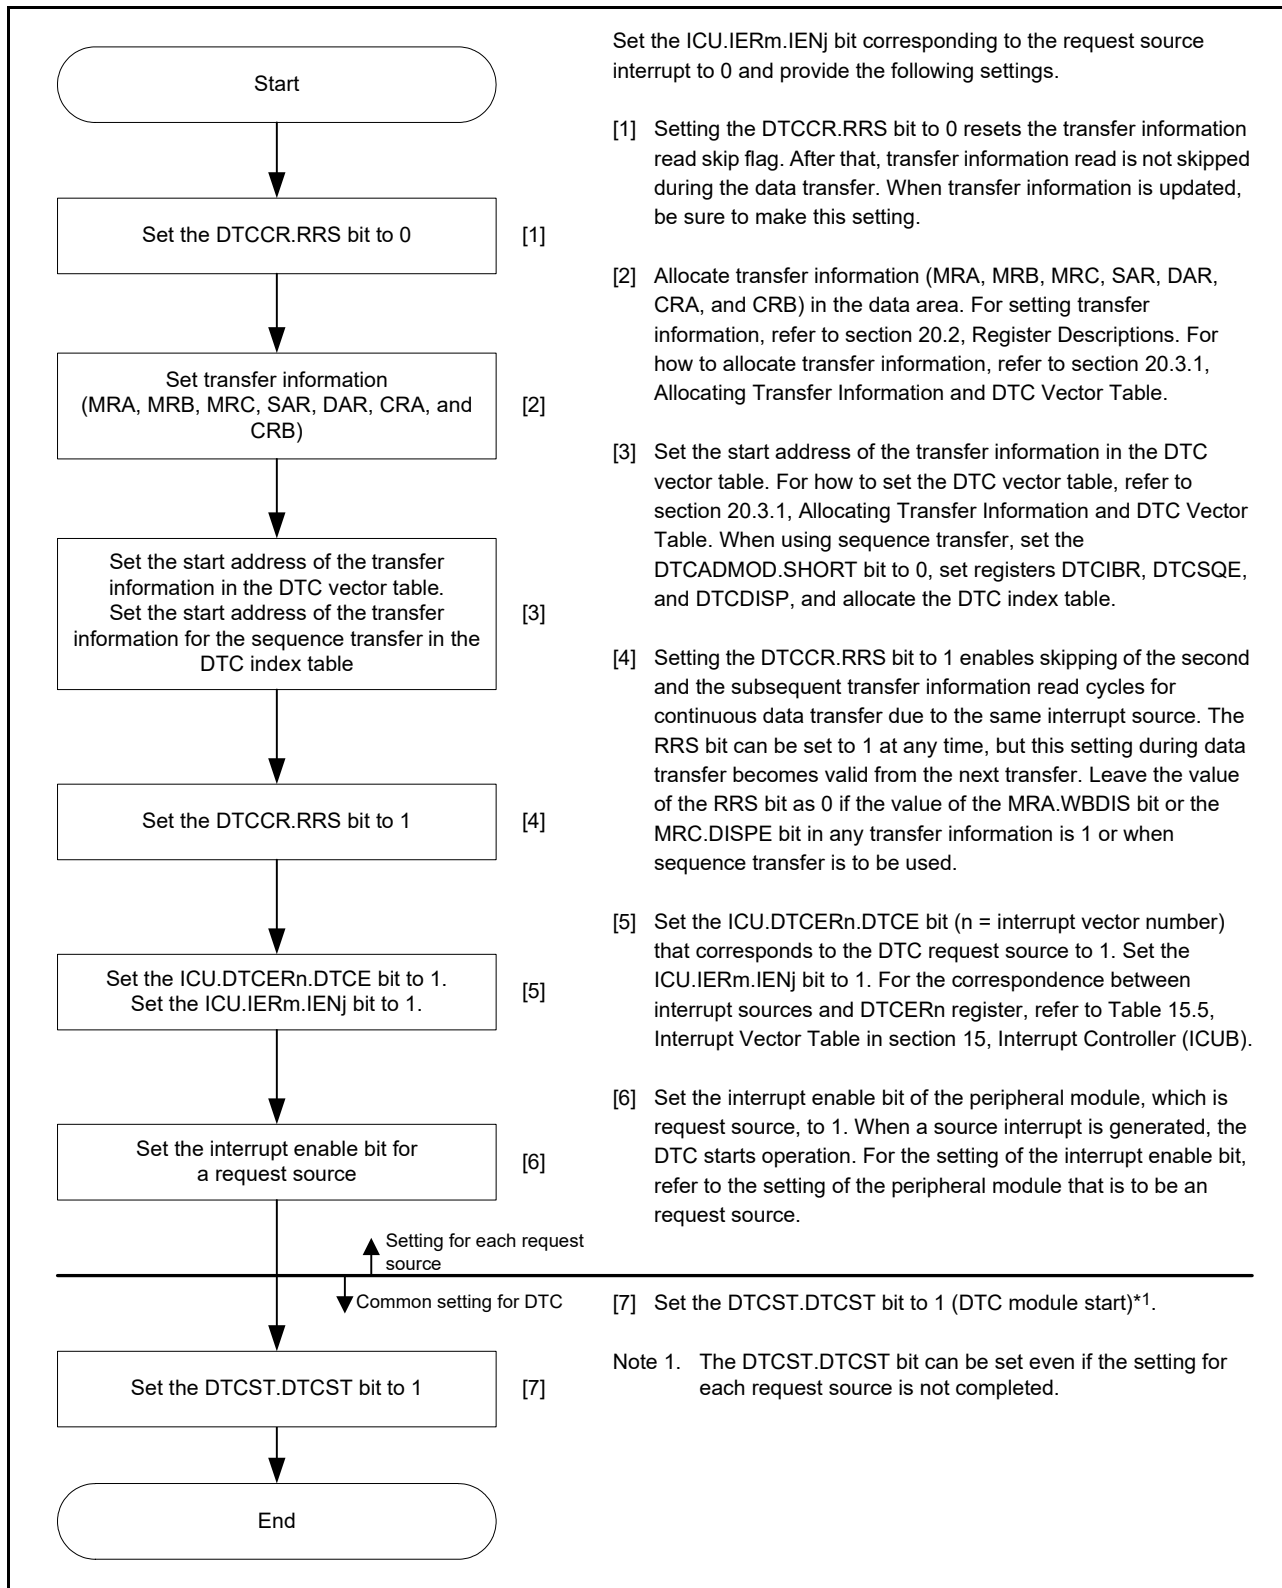 Start
Set the DTCCR.RRS bit to 0
[1]
Set transfer information
(MRA, MRB, MRC, SAR, DAR, CRA, and
CRB)
[2]
Set the start address of the transfer
information in the DTC vector table.
Set the start address of the transfer
information for the sequence transfer in the
DTC index table
[3]
Set the DTCCR.RRS bit to 1
[4]
Set the ICU.DTCERn.DTCE bit to 1.
Set the ICU.IERm.IENj bit to 1.
[5]
Set the interrupt enable bit for
a request source
[6]
Setting for each request
source
Common setting for DTC
Set the DTCST.DTCST bit to 1
[7]
End
Set the ICU.IERm.IENj bit corresponding to the request source
interrupt to 0 and provide the following settings.
[1] Setting the DTCCR.RRS bit to 0 resets the transfer information
read skip flag. After that, transfer information read is not skipped
during the data transfer. When transfer information is updated,
be sure to make this setting.
[2] Allocate transfer information (MRA, MRB, MRC, SAR, DAR,
CRA, and CRB) in the data area. For setting transfer
information, refer to section 20.2, Register Descriptions. For
how to allocate transfer information, refer to section 20.3.1,
Allocating Transfer Information and DTC Vector Table.
[3] Set the start address of the transfer information in the DTC
vector table. For how to set the DTC vector table, refer to
section 20.3.1, Allocating Transfer Information and DTC Vector
Table. When using sequence transfer, set the
DTCADMOD.SHORT bit to 0, set registers DTCIBR, DTCSQE,
and DTCDISP, and allocate the DTC index table.
[4] Setting the DTCCR.RRS bit to 1 enables skipping of the second
and the subsequent transfer information read cycles for
continuous data transfer due to the same interrupt source. The
RRS bit can be set to 1 at any time, but this setting during data
transfer becomes valid from the next transfer. Leave the value
of the RRS bit as 0 if the value of the MRA.WBDIS bit or the
MRC.DISPE bit in any transfer information is 1 or when
sequence transfer is to be used.
[5] Set the ICU.DTCERn.DTCE bit (n = interrupt vector number)
that corresponds to the DTC request source to 1. Set the
ICU.IERm.IENj bit to 1. For the correspondence between
interrupt sources and DTCERn register, refer to Table 15.5,
Interrupt Vector Table in section 15, Interrupt Controller (ICUB).
[6] Set the interrupt enable bit of the peripheral module, which is
request source, to 1. When a source interrupt is generated, the
DTC starts operation. For the setting of the interrupt enable bit,
refer to the setting of the peripheral module that is to be an
request source.
[7] Set the DTCST.DTCST bit to 1 (DTC module start)*1.
Note 1. The DTCST.DTCST bit can be set even if the setting for
each request source is not completed.